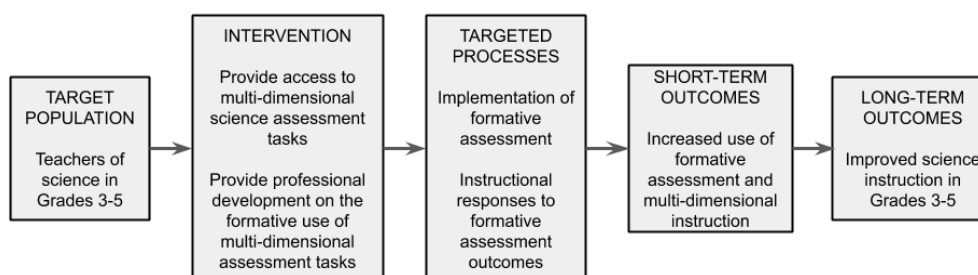 TARGET
POPULATION
Teachers of
science in
Grades 3-5
INTERVENTION
Provide access to
multi-dimensional
science assessment
tasks
Provide professional
development on the
formative use of
multi-dimensional
assessment tasks
TARGETED
PROCESSES
Implementation of
formative
assessment
Instructional
responses to
formative
assessment
outcomes
SHORT-TERM
OUTCOMES
Increased use of
formative
assessment and
multi-dimensional
instruction
LONG-TERM
OUTCOMES
Improved science
instruction in
Grades 3-5